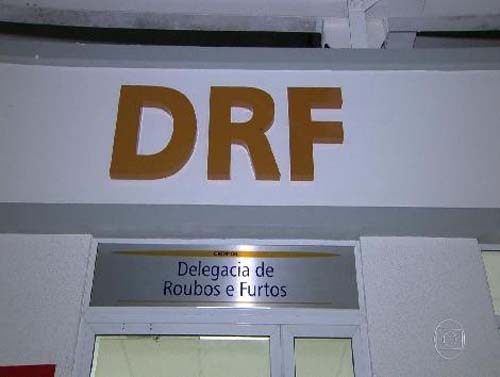 DRF
Delegacia de
Roubos e Furtos